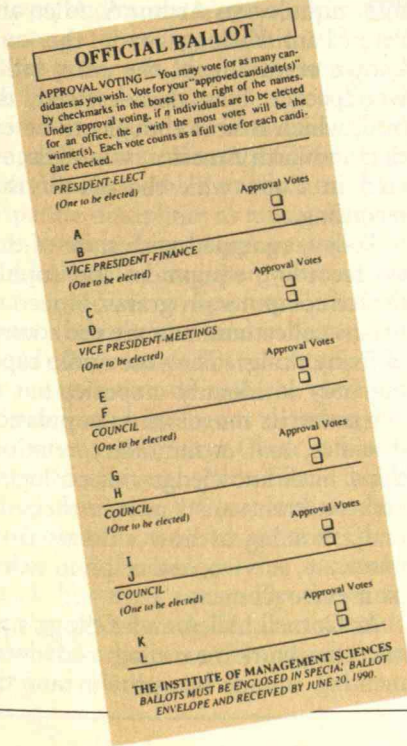 OFFICIAL BALLOT
APPROVAL VOTING — You may vote for as many can-
didates as you wish. Vote for your "approved candidate(s)"
by checkmarks in the boxes to the right of the names.
Under approval voting, if n individuals are to be elected
for an office, the n with the most votes will be the
winner(s). Each vote counts as a full vote for each candi-
date checked.
PRESIDENT-ELECT
(One to be elected) Approval Votes
A
B
VICE PRESIDENT-FINANCE
(One to be elected) Approval Votes
C
D
VICE PRESIDENT-MEETINGS
(One to be elected) Approval Votes
E
F
COUNCIL
(One to be elected) Approval Votes
G
H
COUNCIL
(One to be elected) Approval Votes
I
J
COUNCIL
(One to be elected) Approval Votes
K
L
THE INSTITUTE OF MANAGEMENT SCIENCES
BALLOTS MUST BE ENCLOSED IN SPECIAL BALLOT
ENVELOPE AND RECEIVED BY JUNE 20, 1990.